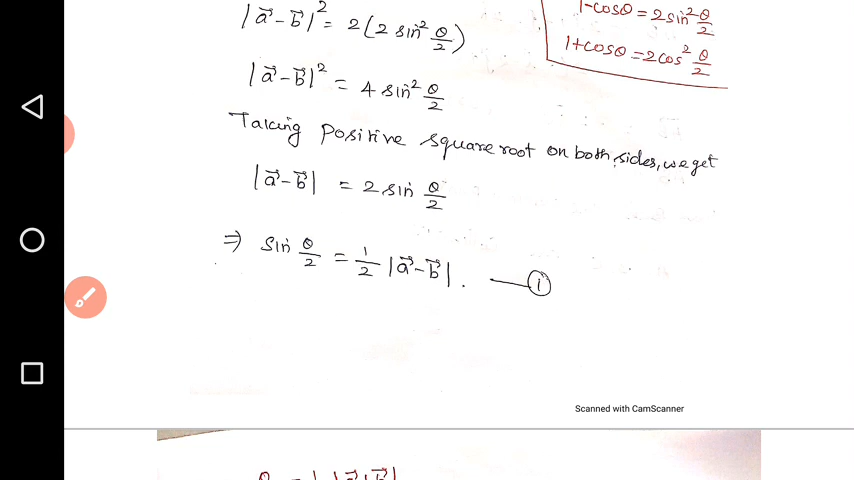 |a⃗-b⃗|² = 2(2 sin² θ/2)
1-cosθ = 2sin² θ/2
1+cosθ = 2cos² θ/2
|a⃗-b⃗|² = 4 sin² θ/2
Taking positive square root on both sides, we get
|a⃗-b⃗| = 2 sin θ/2
⇒ sin θ/2 = 1/2 |a⃗-b⃗|. — ①
Scanned with CamScanner